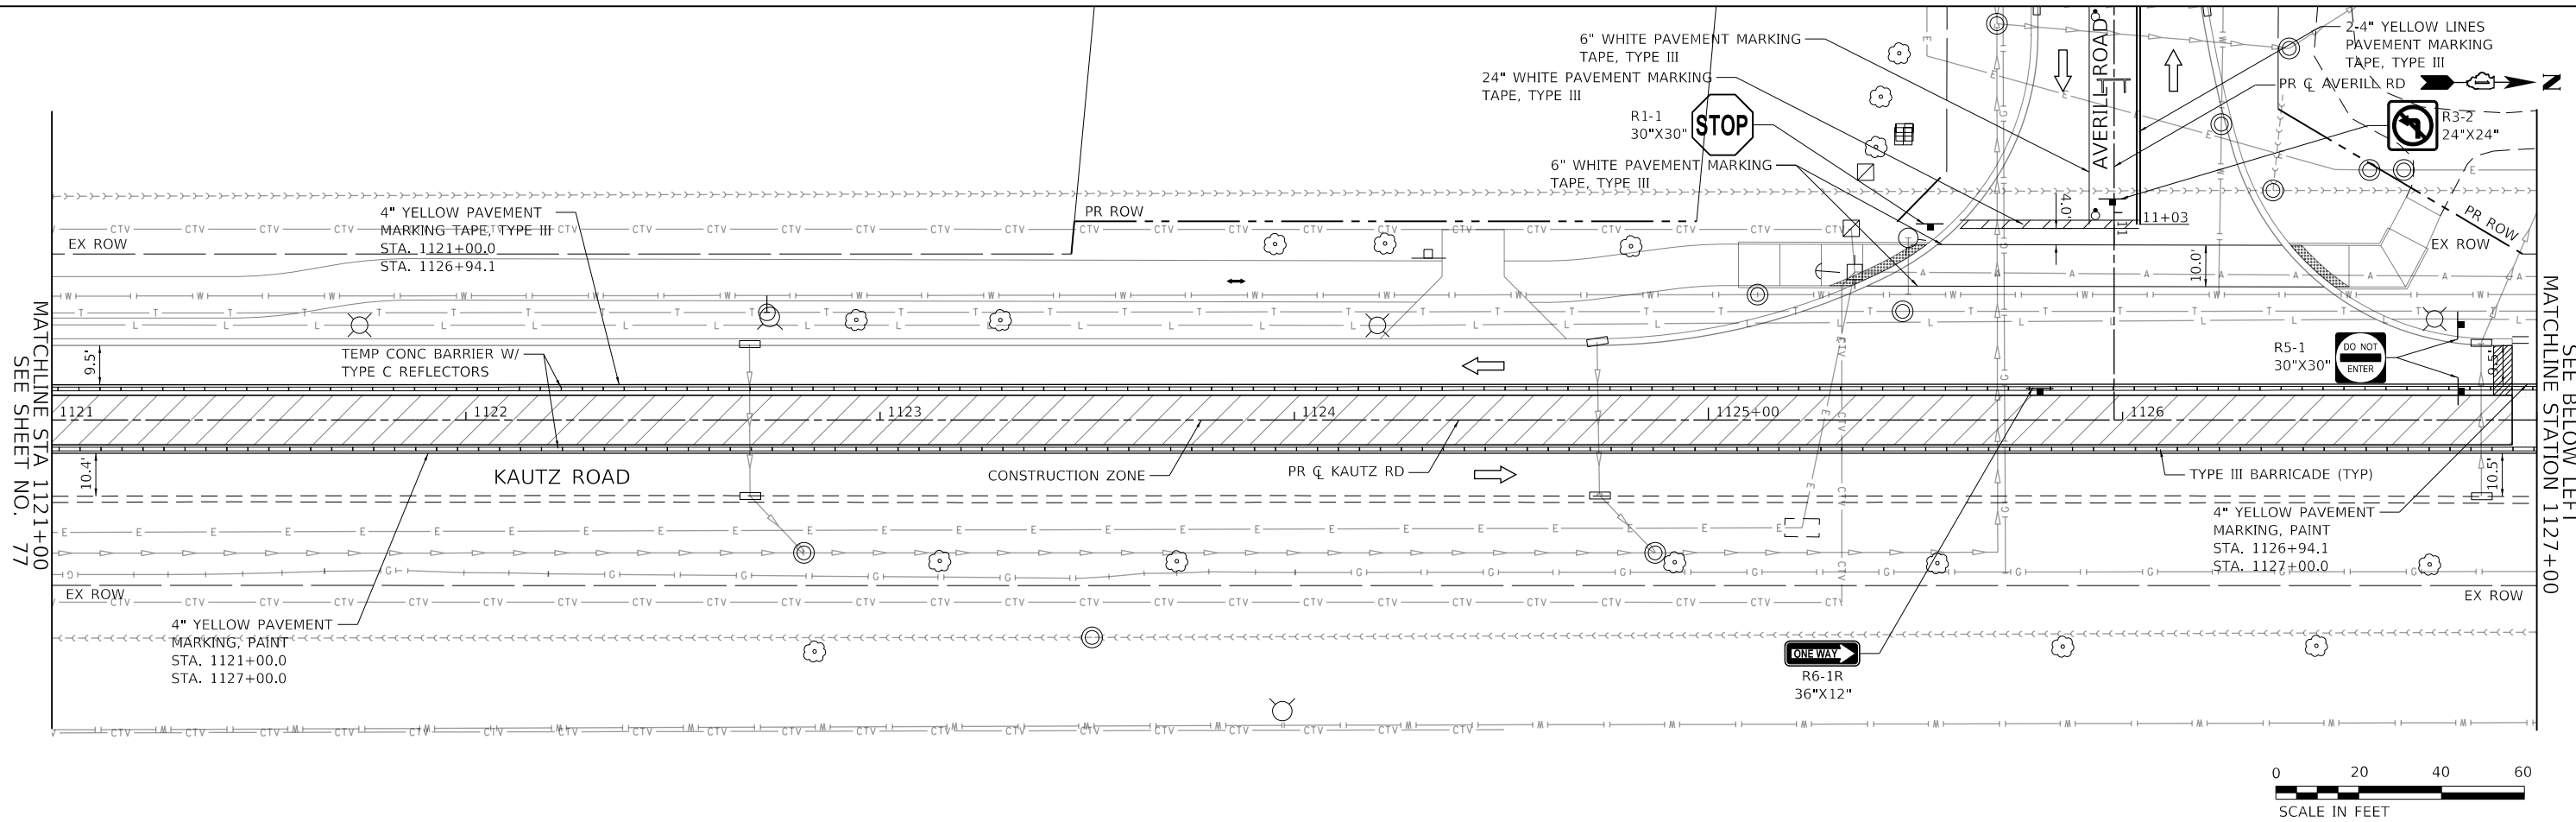 6" WHITE PAVEMENT MARKING
TAPE, TYPE III
24" WHITE PAVEMENT MARKING
TAPE, TYPE III
R1-1
30"X30"
STOP
6" WHITE PAVEMENT MARKING
TAPE, TYPE III
AVERILL ROAD
2-4" YELLOW LINES
PAVEMENT MARKING
TAPE, TYPE III
PR ℄ AVERILL RD
1
N
R3-2
24"X24"
4.0'
11
11+03
10.0'
PR ROW
EX ROW
PR ROW
EX ROW
4" YELLOW PAVEMENT
MARKING TAPE, TYPE III
STA. 1121+00.0
STA. 1126+94.1
MATCHLINE STA 1121+00
SEE SHEET NO. 77
9.5'
TEMP CONC BARRIER W/
TYPE C REFLECTORS
R5-1
30"X30"
DO NOT
ENTER
9.5'
SEE BELOW LEFT
MATCHLINE STATION 1127+00
1121
1122
1123
1124
1125+00
1126
10.4'
KAUTZ ROAD
CONSTRUCTION ZONE
PR ℄ KAUTZ RD
TYPE III BARRICADE (TYP)
10.5'
4" YELLOW PAVEMENT
MARKING, PAINT
STA. 1126+94.1
STA. 1127+00.0
EX ROW
EX ROW
4" YELLOW PAVEMENT
MARKING, PAINT
STA. 1121+00.0
STA. 1127+00.0
ONE WAY
R6-1R
36"X12"
0 20 40 60
SCALE IN FEET